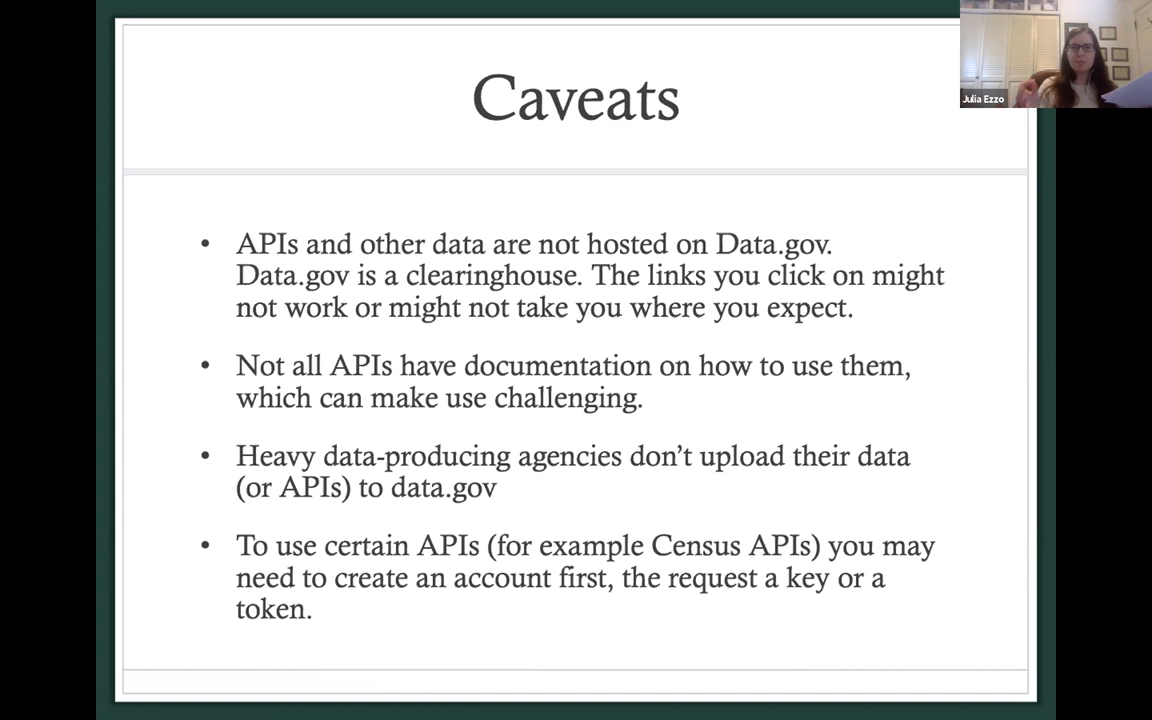 Caveats
Julia Ezzo
• APIs and other data are not hosted on Data.gov.
Data.gov is a clearinghouse. The links you click on might
not work or might not take you where you expect.
• Not all APIs have documentation on how to use them,
which can make use challenging.
• Heavy data-producing agencies don’t upload their data
(or APIs) to data.gov
• To use certain APIs (for example Census APIs) you may
need to create an account first, the request a key or a
token.